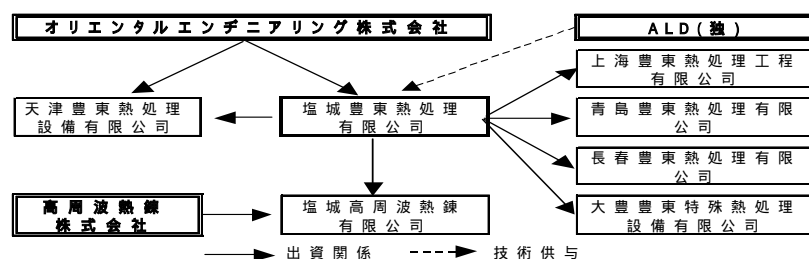 オリエンタルエンヂニアリング株式会社
ALD(独)
上海豊東熱処理工程
有限公司
天津豊東熱処理
設備有限公司
塩城豊東熱処理
有限公司
青島豊東熱処理有限
公司
長春豊東熱処理有限
公司
高周波熱錬
株式会社
塩城高周波熱錬
有限公司
大豊豊東特殊熱処理
設備有限公司
出資関係
技術供与